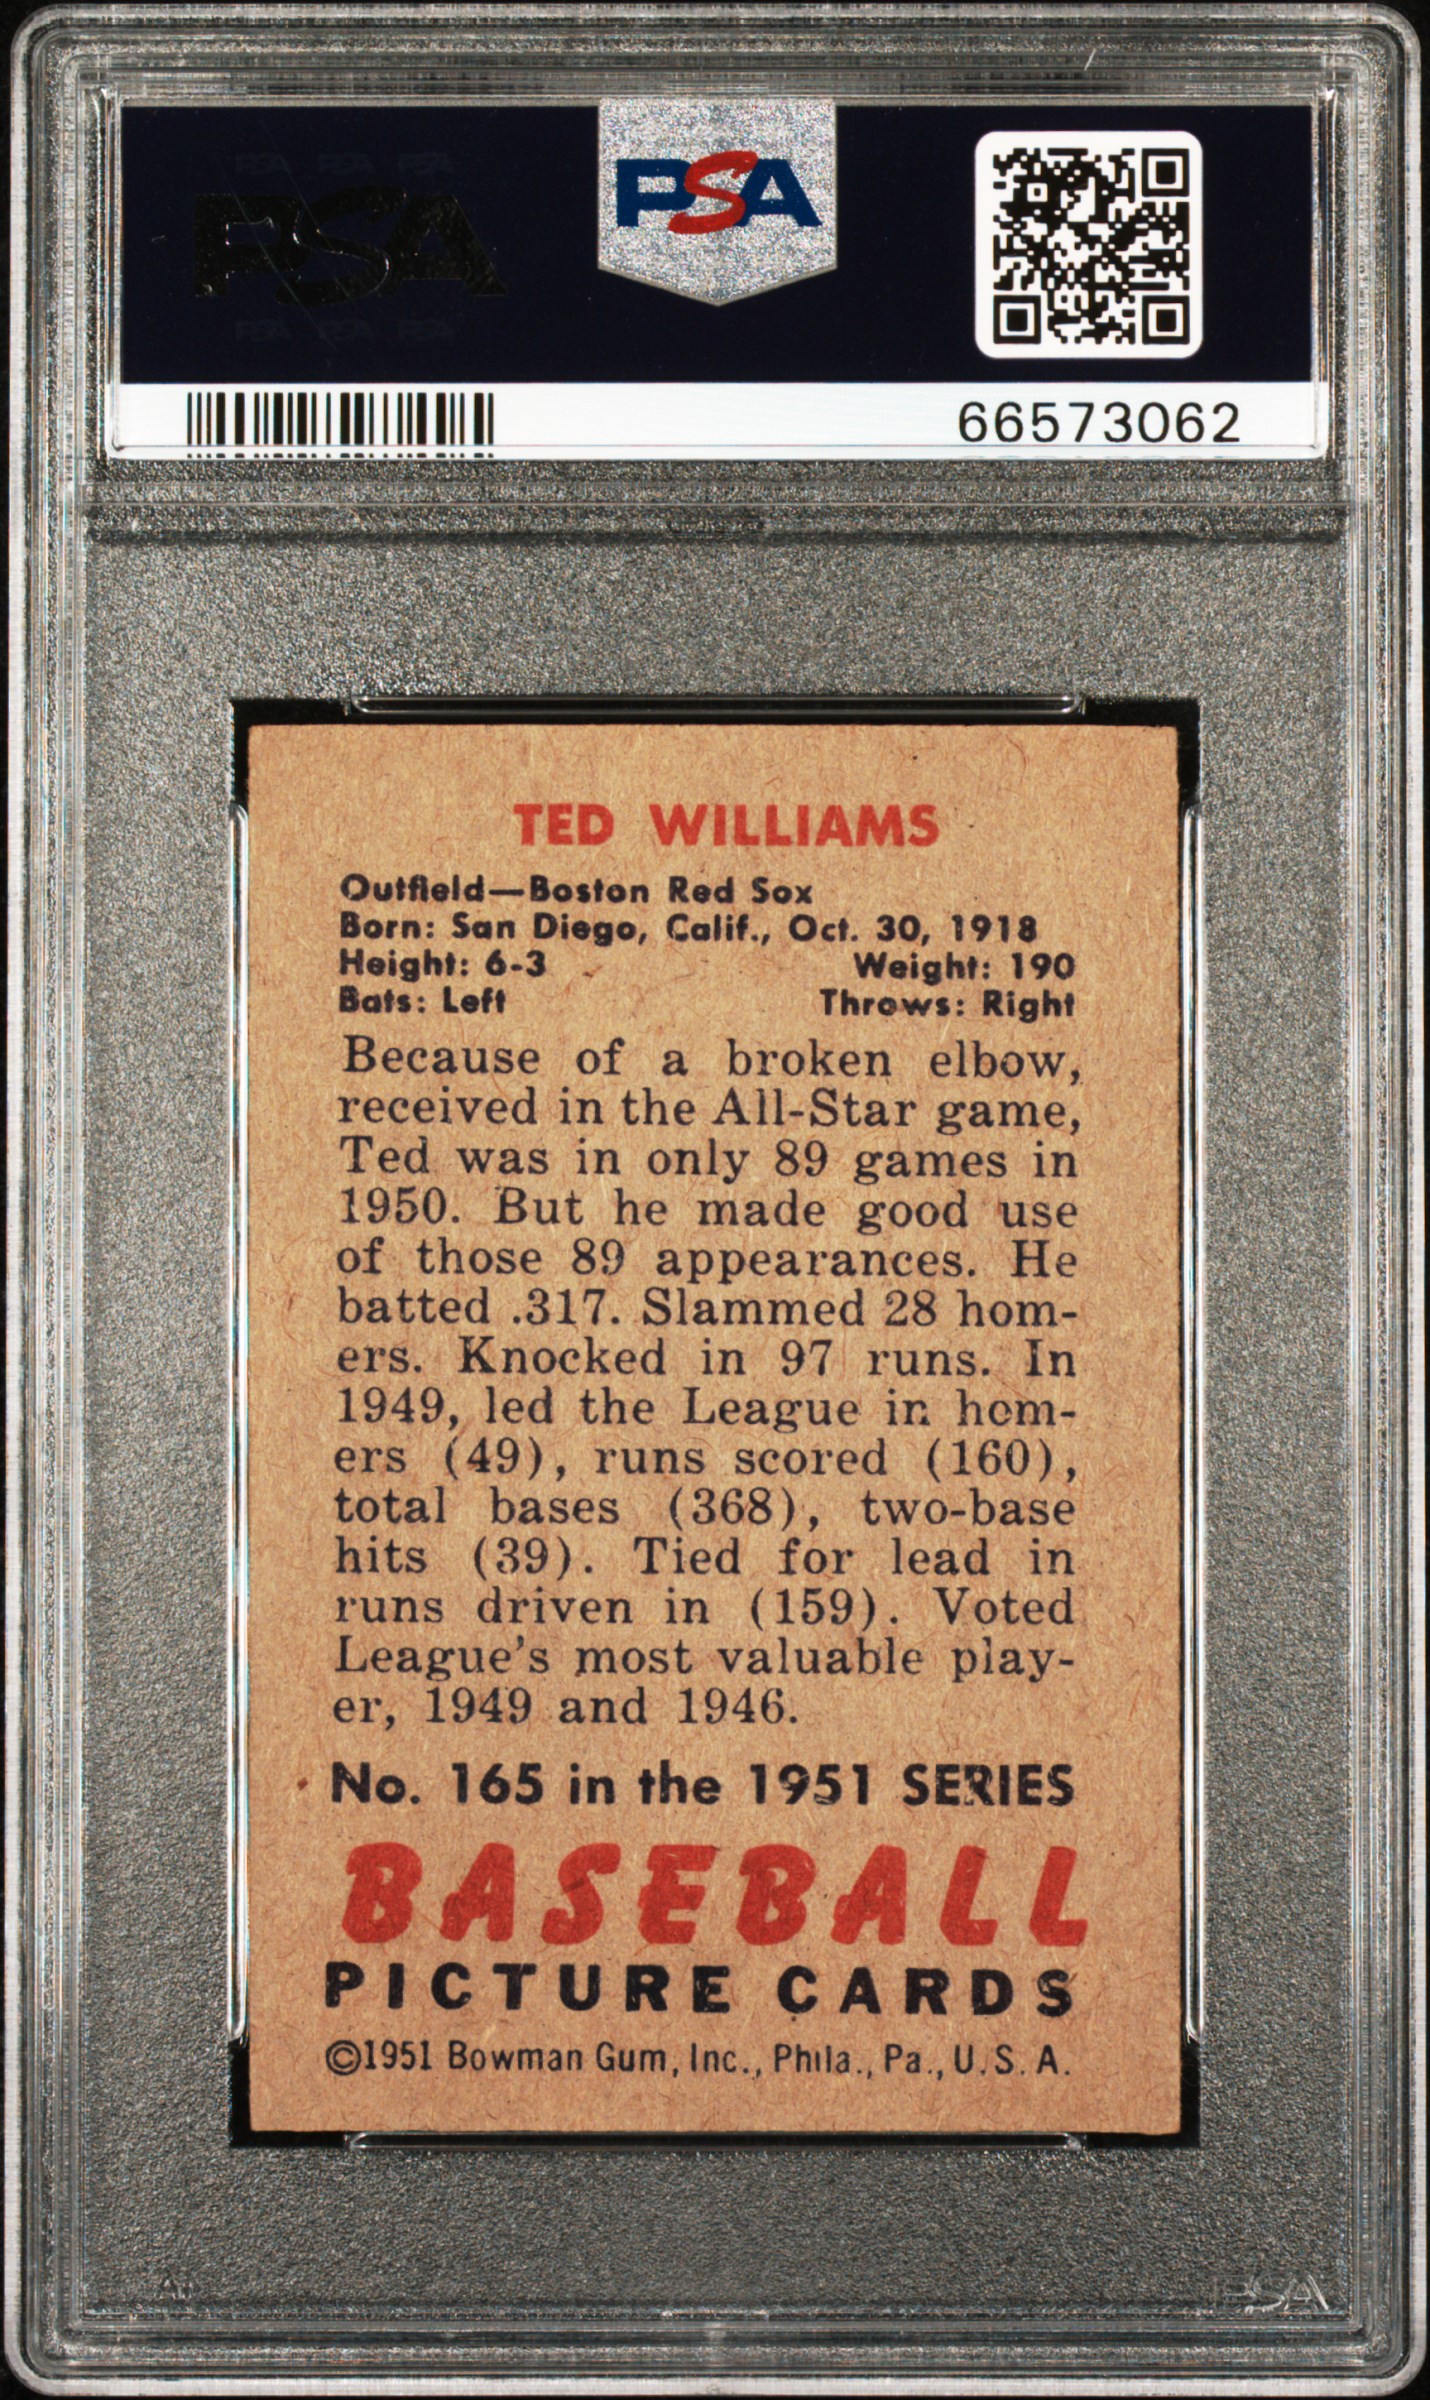 PSA
PSA
66573062
TED WILLIAMS
Outfield—Boston Red Sox
Born: San Diego, Calif., Oct. 30, 1918
Height: 6-3 Weight: 190
Bats: Left Throws: Right
Because of a broken elbow,
received in the All-Star game,
Ted was in only 89 games in
1950. But he made good use
of those 89 appearances. He
batted .317. Slammed 28 hom-
ers. Knocked in 97 runs. In
1949, led the League in hom-
ers (49), runs scored (160),
total bases (368), two-base
hits (39). Tied for lead in
runs driven in (159). Voted
League's most valuable play-
er, 1949 and 1946.
No. 165 in the 1951 SERIES
BASEBALL
PICTURE CARDS
©1951 Bowman Gum, Inc., Phila., Pa., U.S.A.
PSA